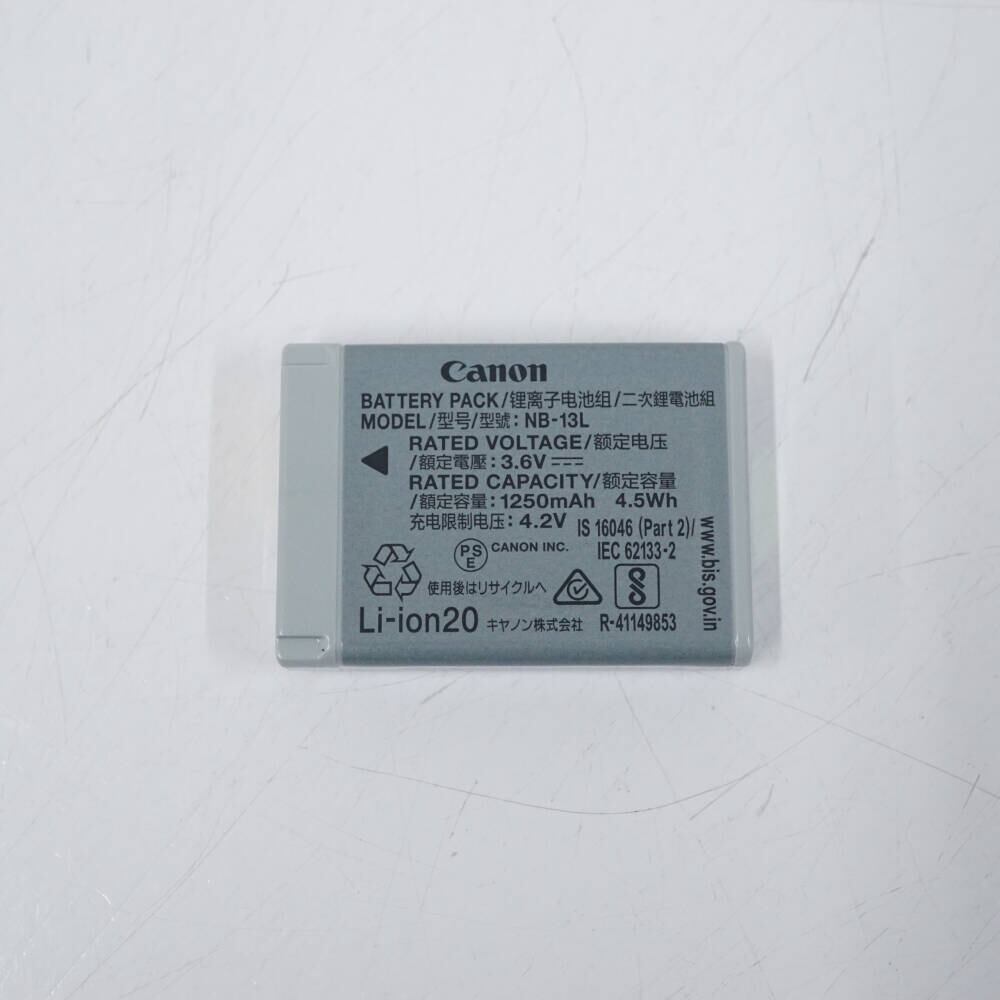 Canon
BATTERY PACK/锂离子电池组/二次鋰電池組
MODEL/型号/型號: NB-13L
RATED VOLTAGE/额定电压
/額定電壓: 3.6V
RATED CAPACITY/额定容量
/額定容量: 1250mAh 4.5Wh
充电限制电压: 4.2V
IS 16046 (Part 2)/
IEC 62133-2
PS
E
CANON INC.
使用後はリサイクルへ
Li-ion20
キヤノン株式会社
R-41149853
www.bis.gov.in